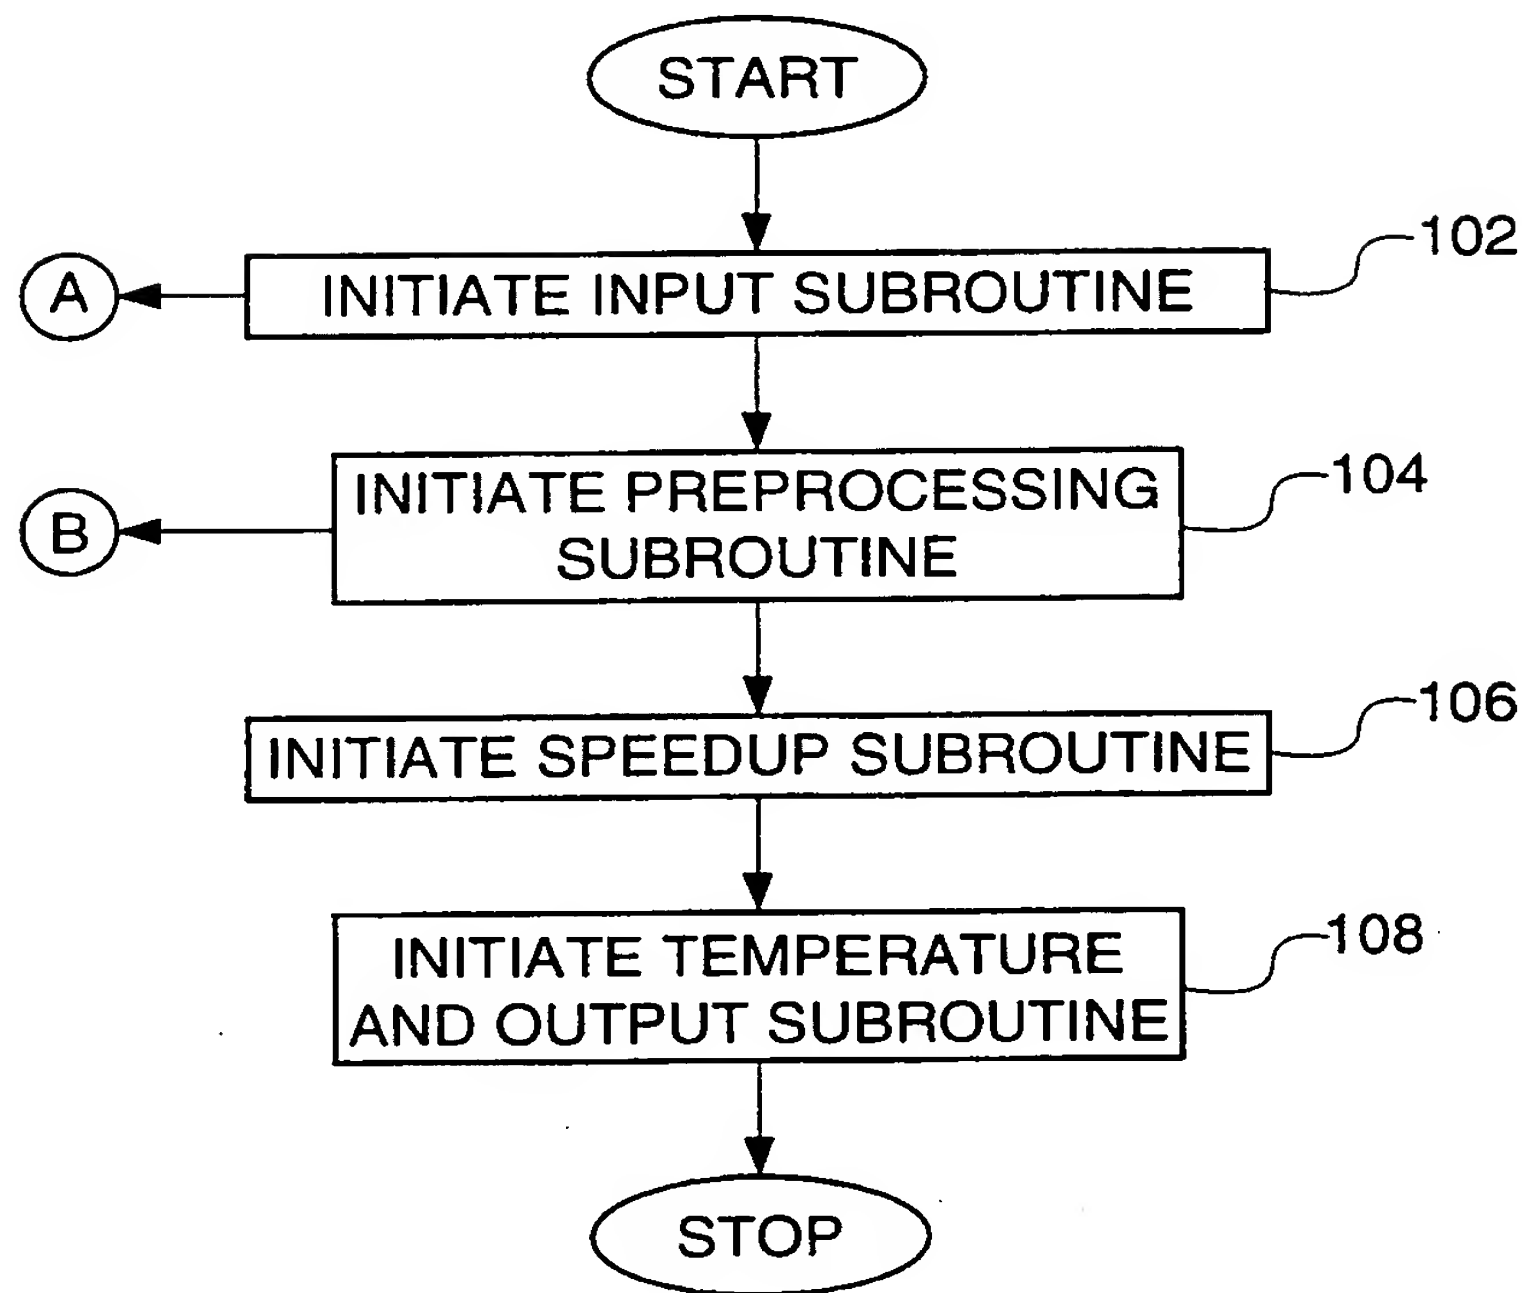 START
102
A
INITIATE INPUT SUBROUTINE
104
INITIATE PREPROCESSING
SUBROUTINE
B
106
INITIATE SPEEDUP SUBROUTINE
108
INITIATE TEMPERATURE
AND OUTPUT SUBROUTINE
STOP